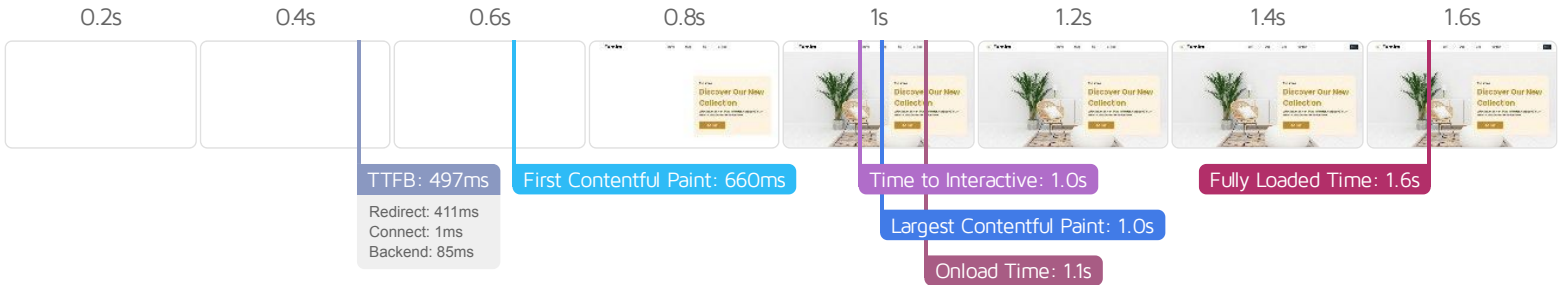 0.2s
0.4s
0.6s
0.8s
1s
1.2s
1.4s
1.6s
Discover Our New
Collection
Discover Our New
Collection
Discover Our New
Collection
Discover Our New
Collection
Discover Our New
Collection
TTFB: 497ms
Redirect: 411ms
Connect: 1ms
Backend: 85ms
First Contentful Paint: 660ms
Time to Interactive: 1.0s
Largest Contentful Paint: 1.0s
Onload Time: 1.1s
Fully Loaded Time: 1.6s